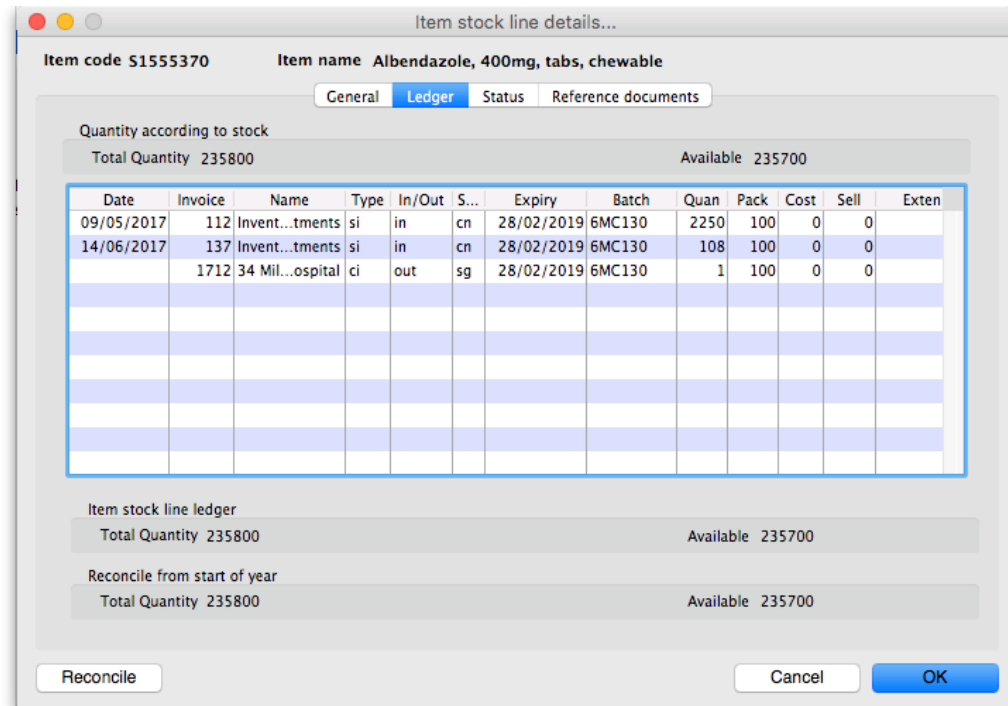 Item stock line details...
Item code S1555370 Item name Albendazole, 400mg, tabs, chewable
General Ledger Status Reference documents
Quantity according to stock
Total Quantity 235800 Available 235700
Date Invoice Name Type In/Out S... Expiry Batch Quan Pack Cost Sell Exten
09/05/2017 112 Invent...tments si in cn 28/02/2019 6MC130 2250 100 0 0
14/06/2017 137 Invent...tments si in cn 28/02/2019 6MC130 108 100 0 0
1712 34 Mil...ospital ci out sg 28/02/2019 6MC130 1 100 0 0
Item stock line ledger
Total Quantity 235800 Available 235700
Reconcile from start of year
Total Quantity 235800 Available 235700
Reconcile Cancel OK